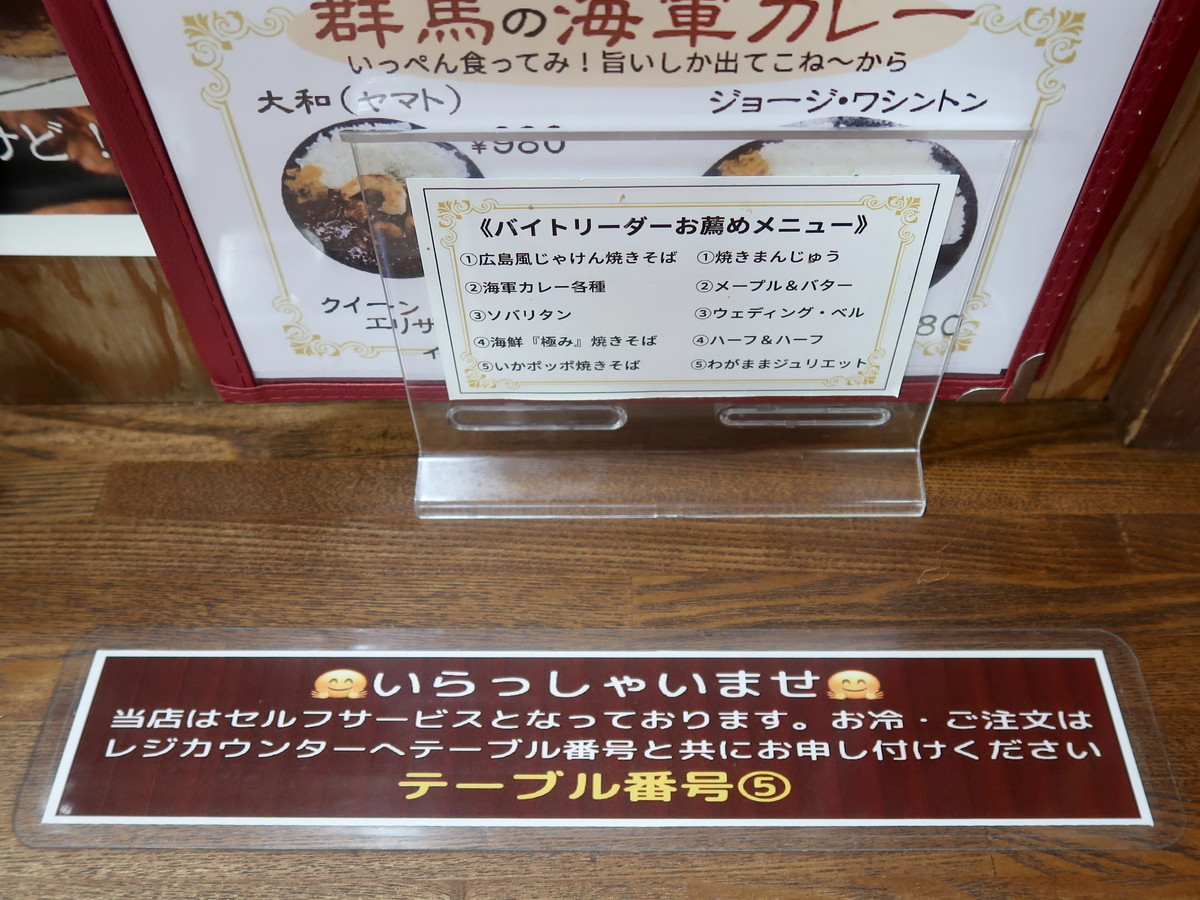 群馬の海軍カレー
いっぺん食ってみ！旨いしか出てこね〜から
大和（ヤマト）
ジョージ・ワシントン
¥980
けど！
《バイトリーダーお薦めメニュー》
①広島風じゃけん焼きそば
②海軍カレー各種
③ソバリタン
④海鮮『極み』焼きそば
⑤いかポッポ焼きそば
①焼きまんじゅう
②メープル＆バター
③ウェディング・ベル
④ハーフ＆ハーフ
⑤わがままジュリエット
クイーン
エリザ
80
🤗いらっしゃいませ🤗
当店はセルフサービスとなっております。お冷・ご注文は
レジカウンターへテーブル番号と共にお申し付けください
テーブル番号⑤